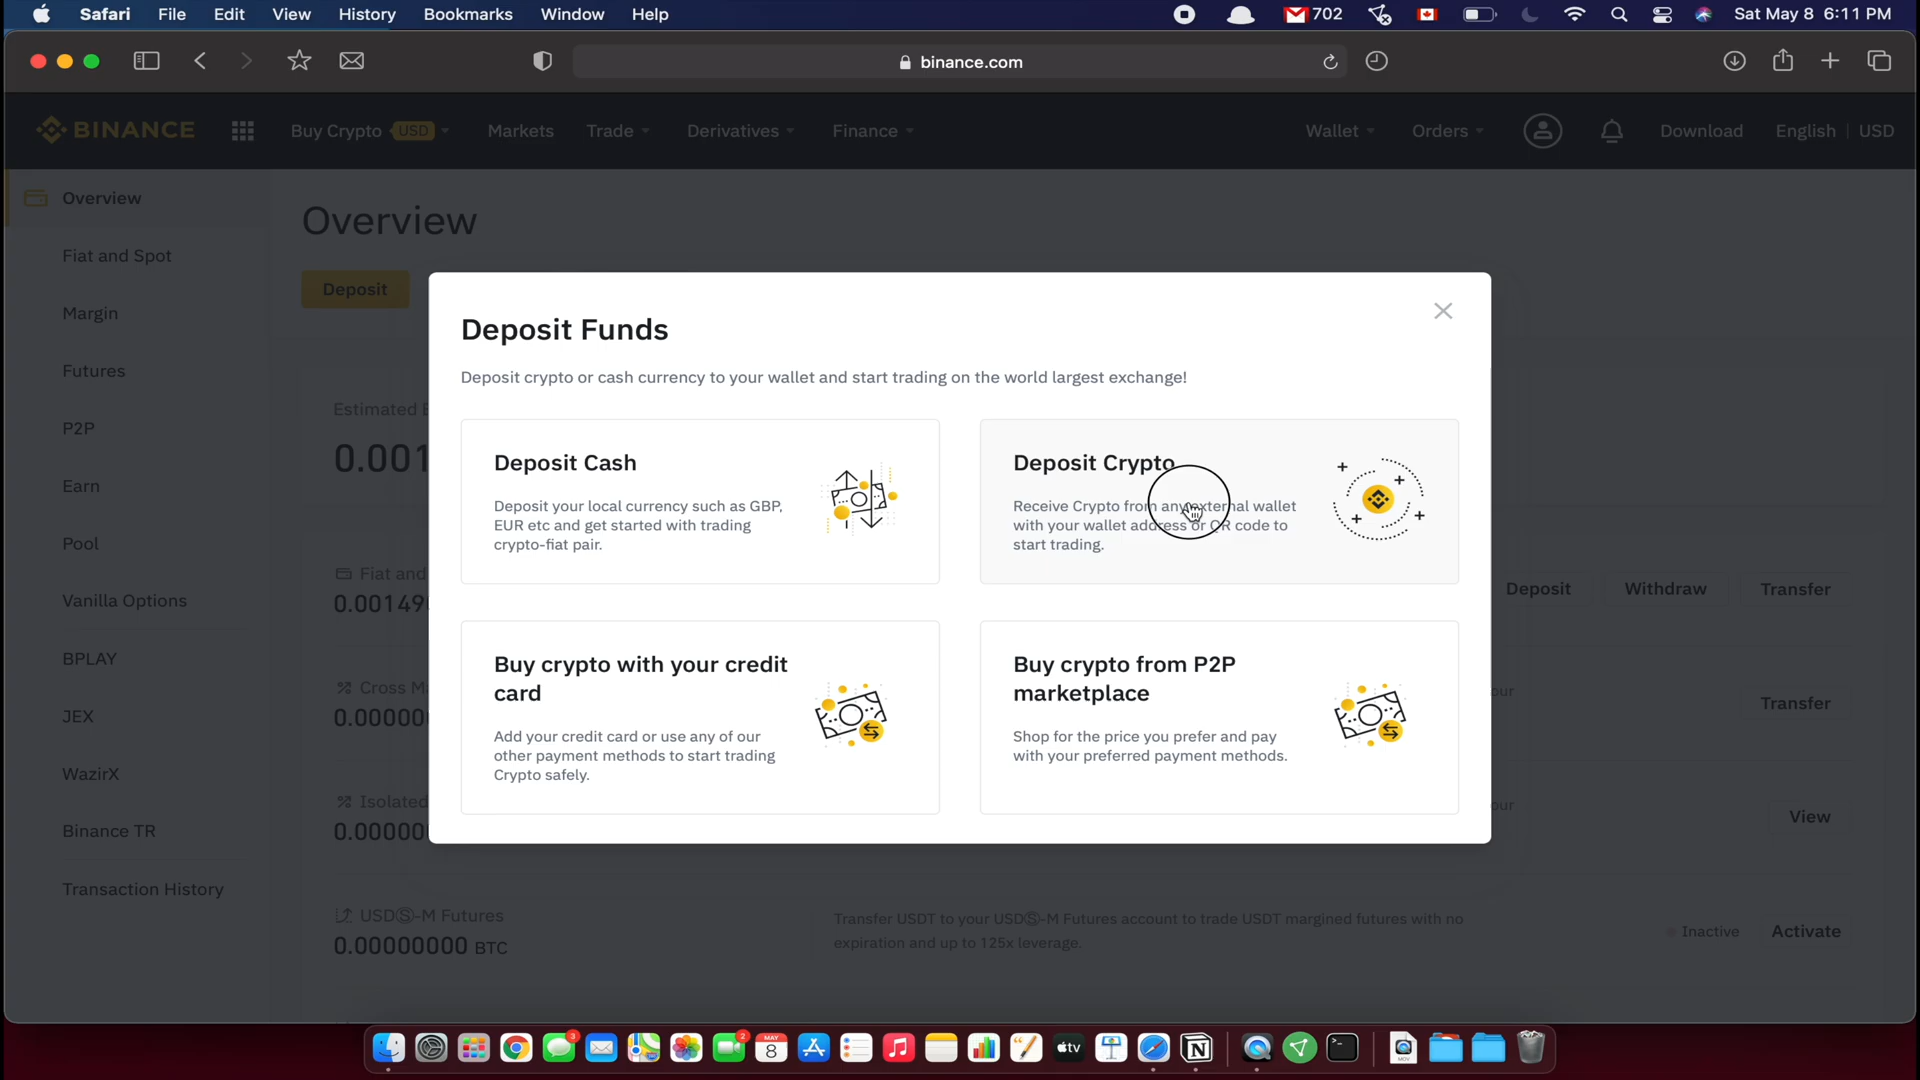 Safari File Edit View History Bookmarks Window Help 702 Sat May 8 6:11 PM
binance.com
BINANCE Buy Crypto USD Markets Trade Derivatives Finance Wallet Orders Download English USD
Overview
Fiat and Spot
Margin
Futures
P2P
Earn
Pool
Vanilla Options
BPLAY
JEX
WazirX
Binance TR
Transaction History
Overview
Deposit
Estimated
0.001
Deposit Funds
Deposit crypto or cash currency to your wallet and start trading on the world largest exchange!
Deposit Cash
Deposit your local currency such as GBP,
EUR etc and get started with trading
crypto-fiat pair.
Deposit Crypto
Receive Crypto from any external wallet
with your wallet address or QR code to
start trading.
Buy crypto with your credit
card
Add your credit card or use any of our
other payment methods to start trading
Crypto safely.
Buy crypto from P2P
marketplace
Shop for the price you prefer and pay
with your preferred payment methods.
Fiat and
0.00149
Deposit Withdraw Transfer
Cross
0.00000
our
Transfer
Isolated
0.00000
our
View
USDⓈ-M Futures
0.00000000 BTC
Transfer USDT to your USDⓈ-M Futures account to trade USDT margined futures with no
expiration and up to 125x leverage.
Inactive Activate
3
2
MAY
8
tv
N
MOV